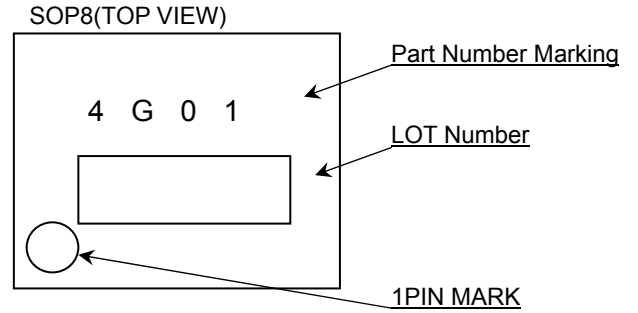 SOP8(TOP VIEW)
Part Number Marking
4 G 0 1
LOT Number
1PIN MARK